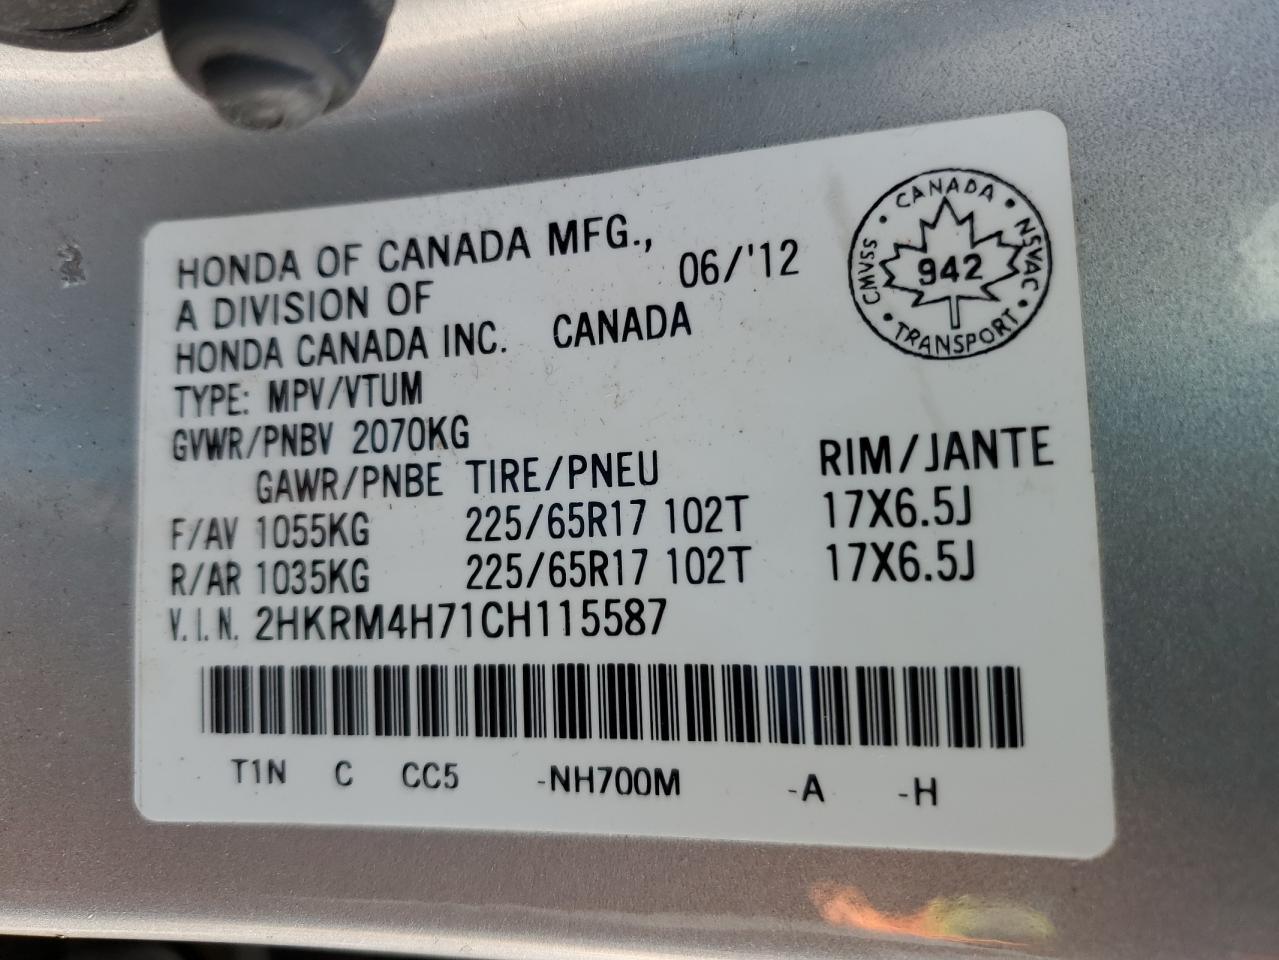 HONDA OF CANADA MFG.,
A DIVISION OF 06/'12
HONDA CANADA INC. CANADA
TYPE: MPV/VTUM
GVWR/PNBV 2070KG
GAWR/PNBE TIRE/PNEU RIM/JANTE
F/AV 1055KG 225/65R17 102T 17X6.5J
R/AR 1035KG 225/65R17 102T 17X6.5J
V.I.N. 2HKRM4H71CH115587
T1N C CC5 -NH700M -A -H
CANADA
CMVSS · NSVAC
942
TRANSPORT